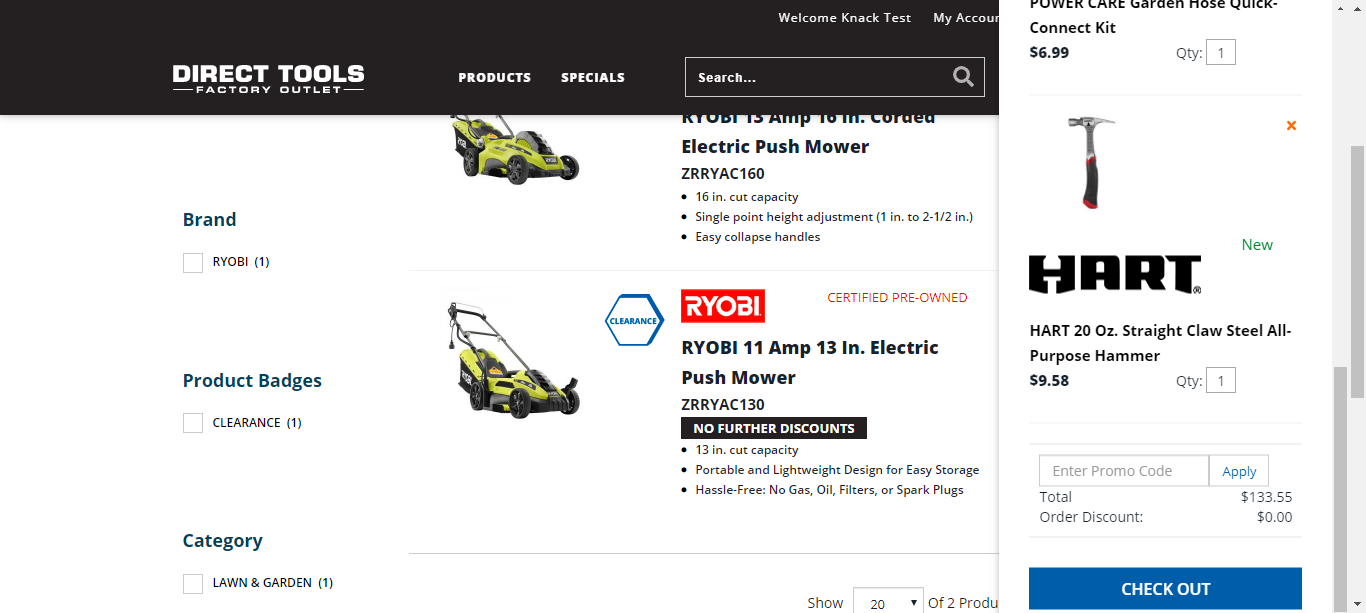 Welcome Knack Test
My Accoun
DIRECT TOOLS
FACTORY OUTLET
PRODUCTS
SPECIALS
Search...
RYOBI 13 Amp 16 In. Corded
Electric Push Mower
ZRRYAC160
16 in. cut capacity
Single point height adjustment (1 in. to 2-1/2 in.)
Easy collapse handles
Brand
RYOBI (1)
Product Badges
CLEARANCE (1)
Category
LAWN & GARDEN (1)
CLEARANCE
RYOBI
CERTIFIED PRE-OWNED
RYOBI 11 Amp 13 In. Electric
Push Mower
ZRRYAC130
NO FURTHER DISCOUNTS
13 in. cut capacity
Portable and Lightweight Design for Easy Storage
Hassle-Free: No Gas, Oil, Filters, or Spark Plugs
Show 20 Of 2 Produ
POWER CARE Garden Hose Quick-
Connect Kit
$6.99 Qty: 1
New
HART®
HART 20 Oz. Straight Claw Steel All-
Purpose Hammer
$9.58 Qty: 1
Enter Promo Code Apply
Total $133.55
Order Discount: $0.00
CHECK OUT